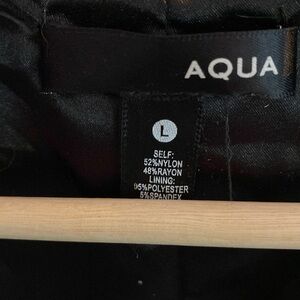 AQUA
L
SELF:
52%NYLON
48%RAYON
LINING:
95%POLYESTER
5%SPANDEX